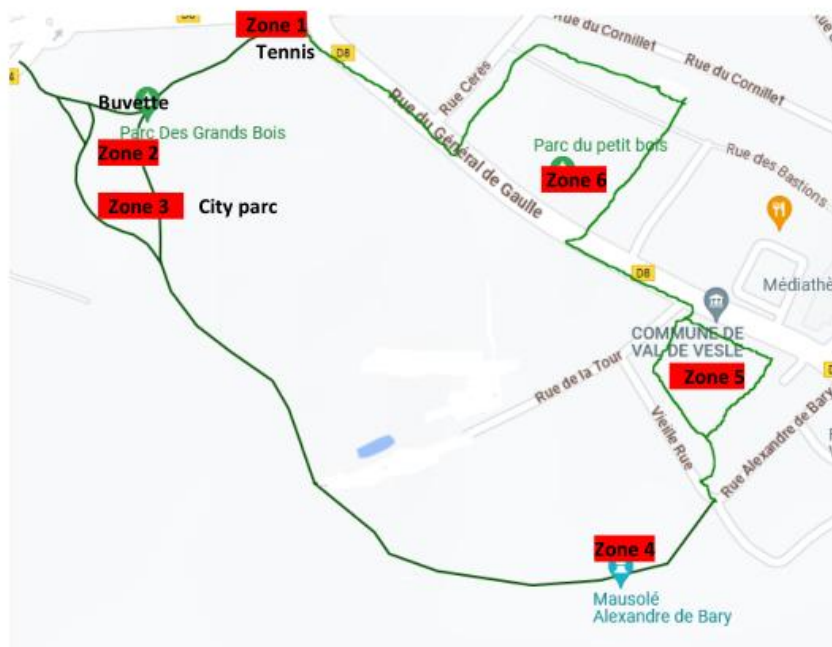 Zone 1
Tennis
D8
Rue du Cornillet
Rue du Cornillet
Rue Ceres
Buvette
Parc Des Grands Bois
Rue du Général de Gaulle
Parc du petit bois
Rue des Bastions
Zone 2
Zone 6
Zone 3
City parc
D8
Médiathè
COMMUNE DE
VAL DE VESLE
Zone 5
Rue de la Tour
Vieille Rue
Rue Alexandre de Bary
Zone 4
Mausolé
Alexandre de Bary